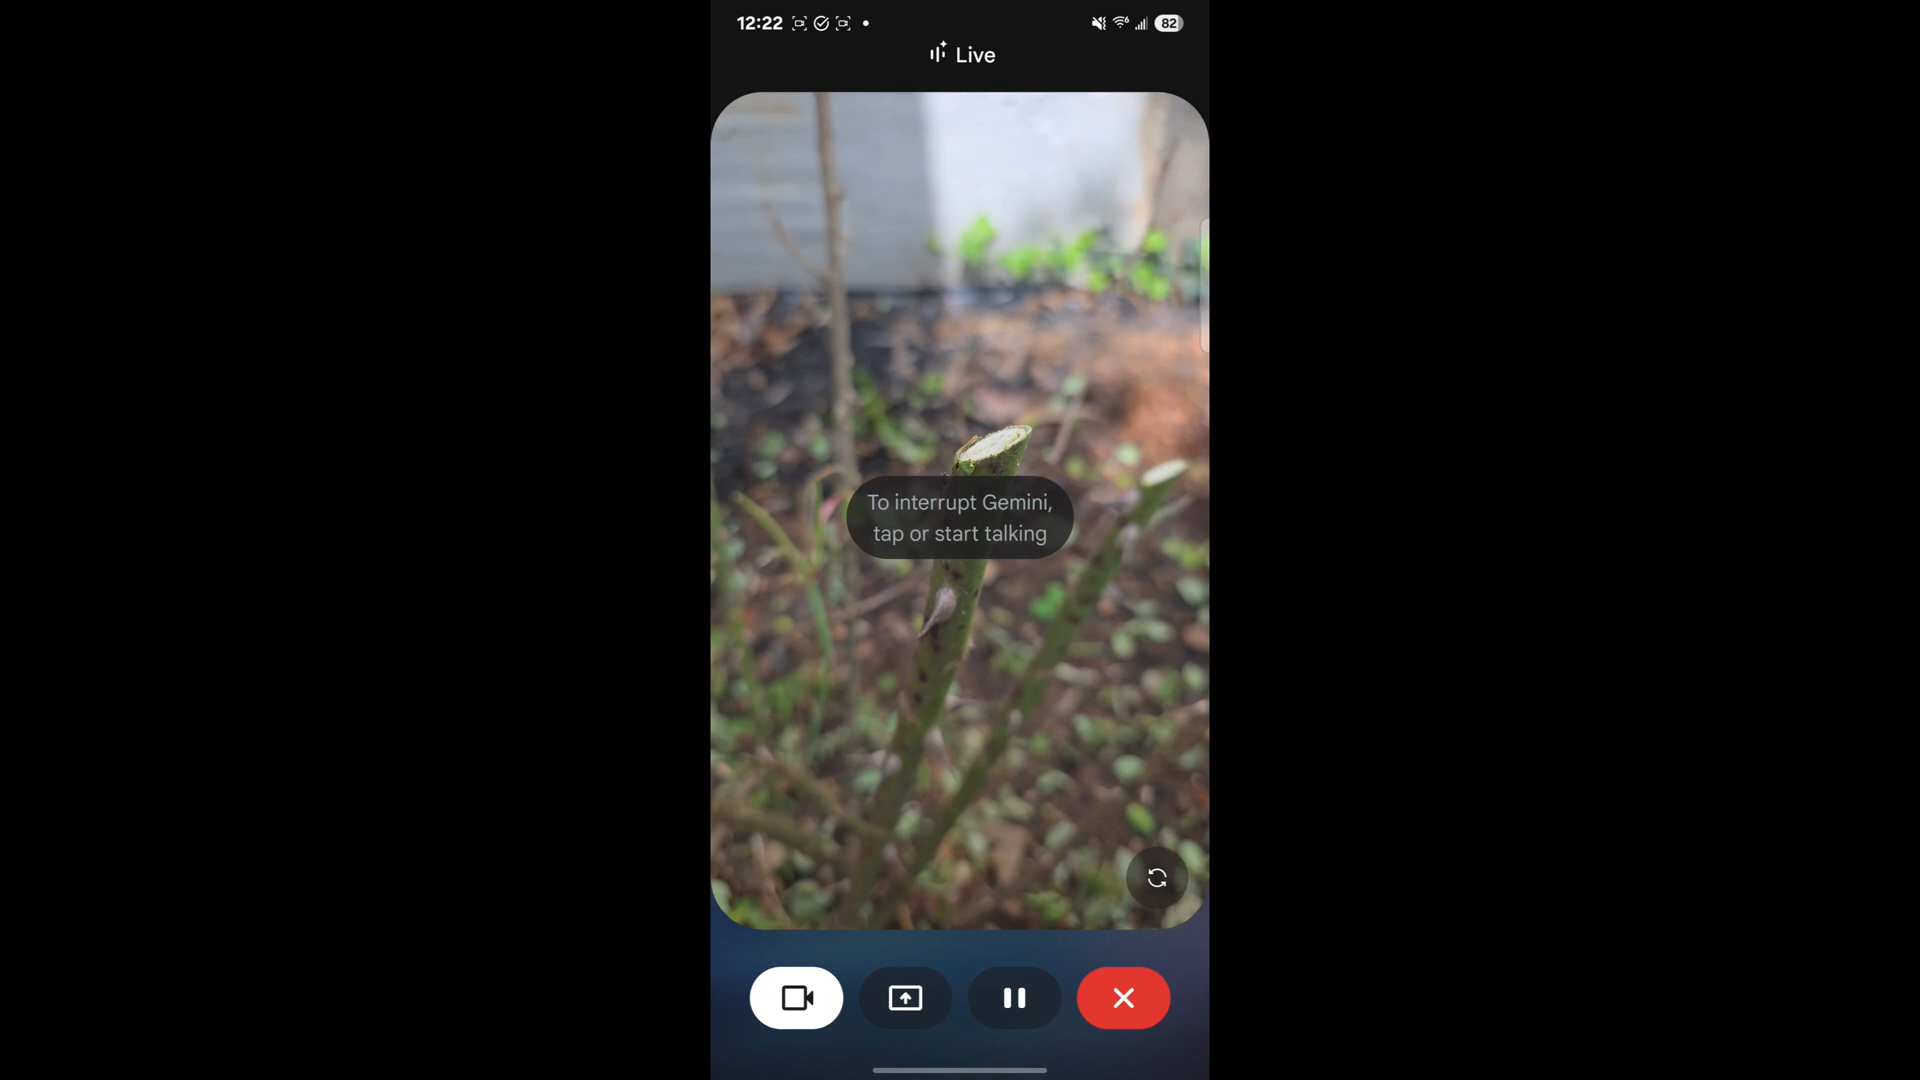 12:22
82
Live
To interrupt Gemini,
tap or start talking